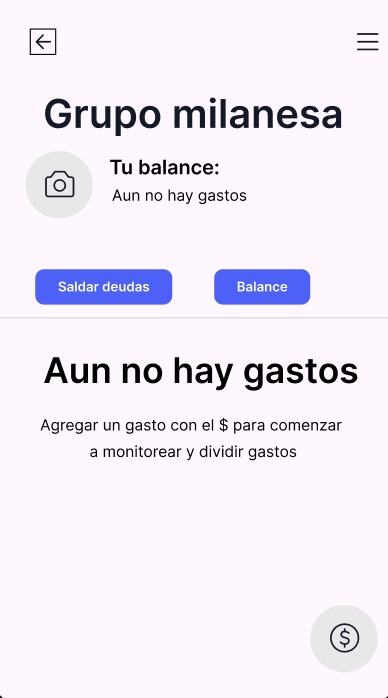 Grupo milanesa
Tu balance:
Aun no hay gastos
Saldar deudas
Balance
Aun no hay gastos
Agregar un gasto con el $ para comenzar
a monitorear y dividir gastos
$